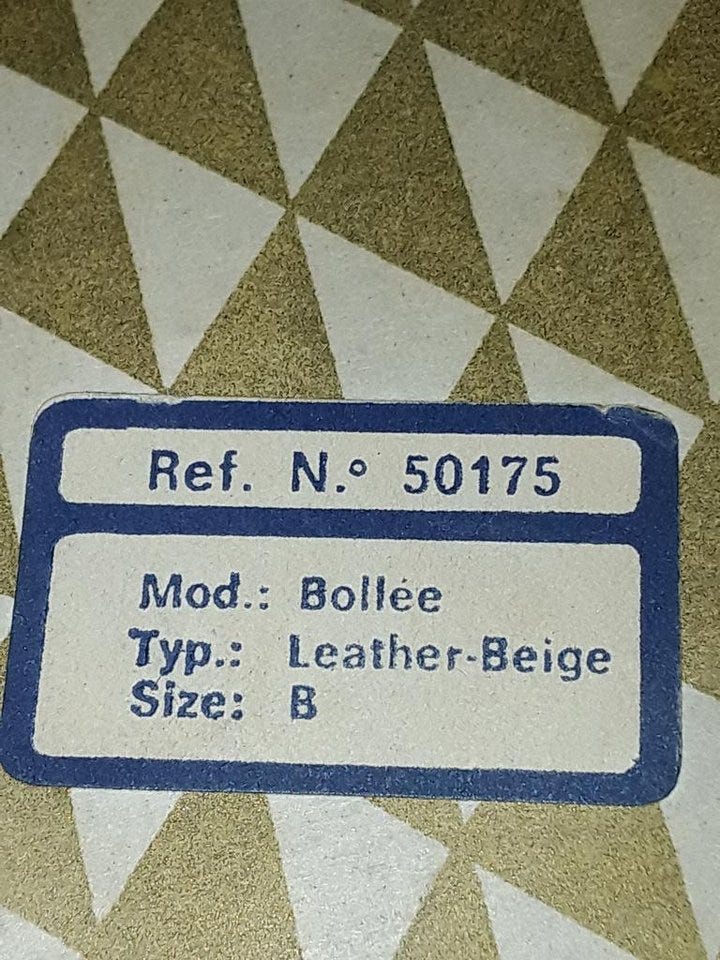 Ref. N.º 50175
Mod.: Bollée
Typ.: Leather-Beige
Size: B